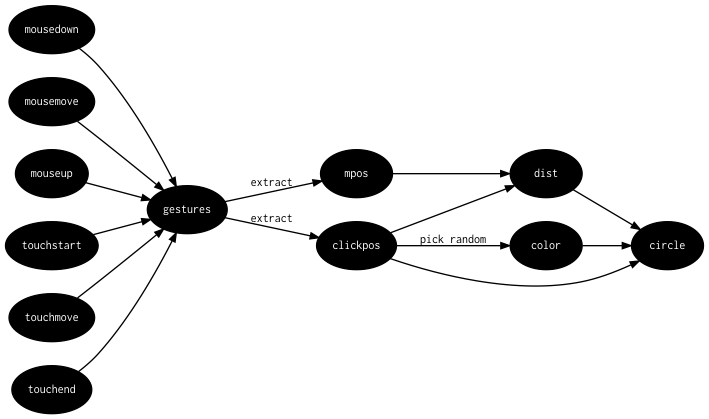 mousedown
mousemove
mouseup
touchstart
touchmove
touchend
gestures
extract
extract
mpos
clickpos
pick random
dist
color
circle